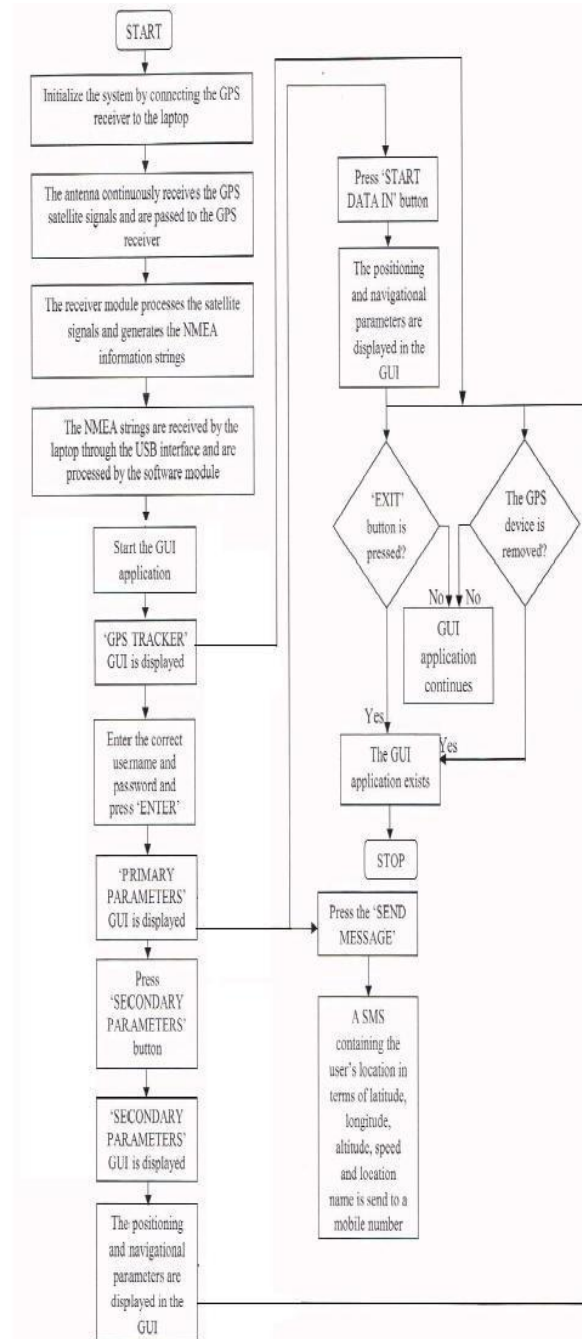 START
Initialize the system by connecting the GPS
receiver to the laptop
The antenna continuously receives the GPS
satellite signals and are passed to the GPS
receiver
The receiver module processes the satellite
signals and generates the NMEA
information strings
The NMEA strings are received by the
laptop through the USB interface and are
processed by the software module
Start the GUI
application
‘GPS TRACKER’
GUI is displayed
Enter the correct
username and
password and
press ‘ENTER’
‘PRIMARY
PARAMETERS’
GUI is displayed
Press
‘SECONDARY
PARAMETERS’
button
‘SECONDARY
PARAMETERS’
GUI is displayed
The positioning
and navigational
parameters are
displayed in the
GUI
Press ‘START
DATA IN’ button
The positioning
and navigational
parameters are
displayed in the
GUI
‘EXIT’
button is
pressed?
The GPS
device is
removed?
No
No
GUI
application
continues
Yes
Yes
The GUI
application exists
STOP
Press the ‘SEND
MESSAGE’
A SMS
containing the
user’s location in
terms of latitude,
longitude,
altitude, speed
and location
name is send to a
mobile number